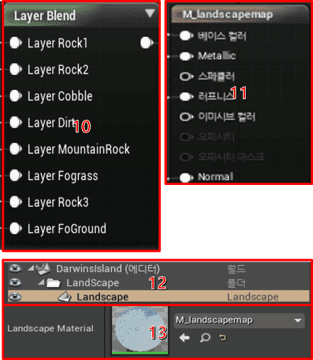 Layer Blend
Layer Rock1
Layer Rock2
Layer Cobble
Layer Dirt
10
Layer MountainRock
Layer Fograss
Layer Rock3
Layer FoGround
M_landscapemap
베이스 컬러
Metallic
스페큘러
러프니스
11
이미시브 컬러
오파시티
오파시티 마스크
Normal
DarwinsIsland (에디터) 월드
LandScape 12 폴더
Landscape Landscape
Landscape Material
13
M_landscapemap